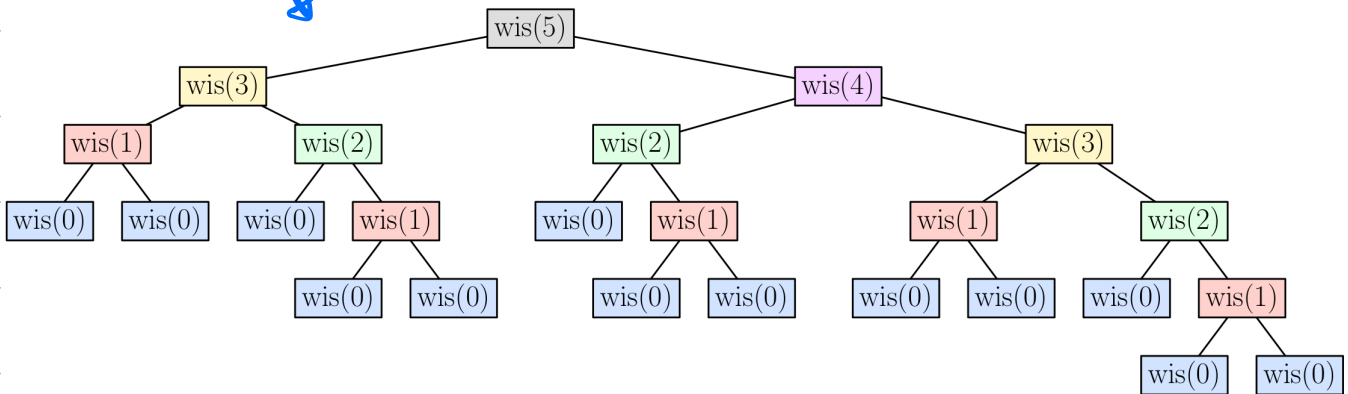 wis(5)
wis(3) wis(4)
wis(1) wis(2) wis(2) wis(3)
wis(0) wis(0) wis(0) wis(1) wis(0) wis(1) wis(1) wis(2)
wis(0) wis(0) wis(0) wis(0) wis(0) wis(0) wis(0) wis(1)
wis(0) wis(0)